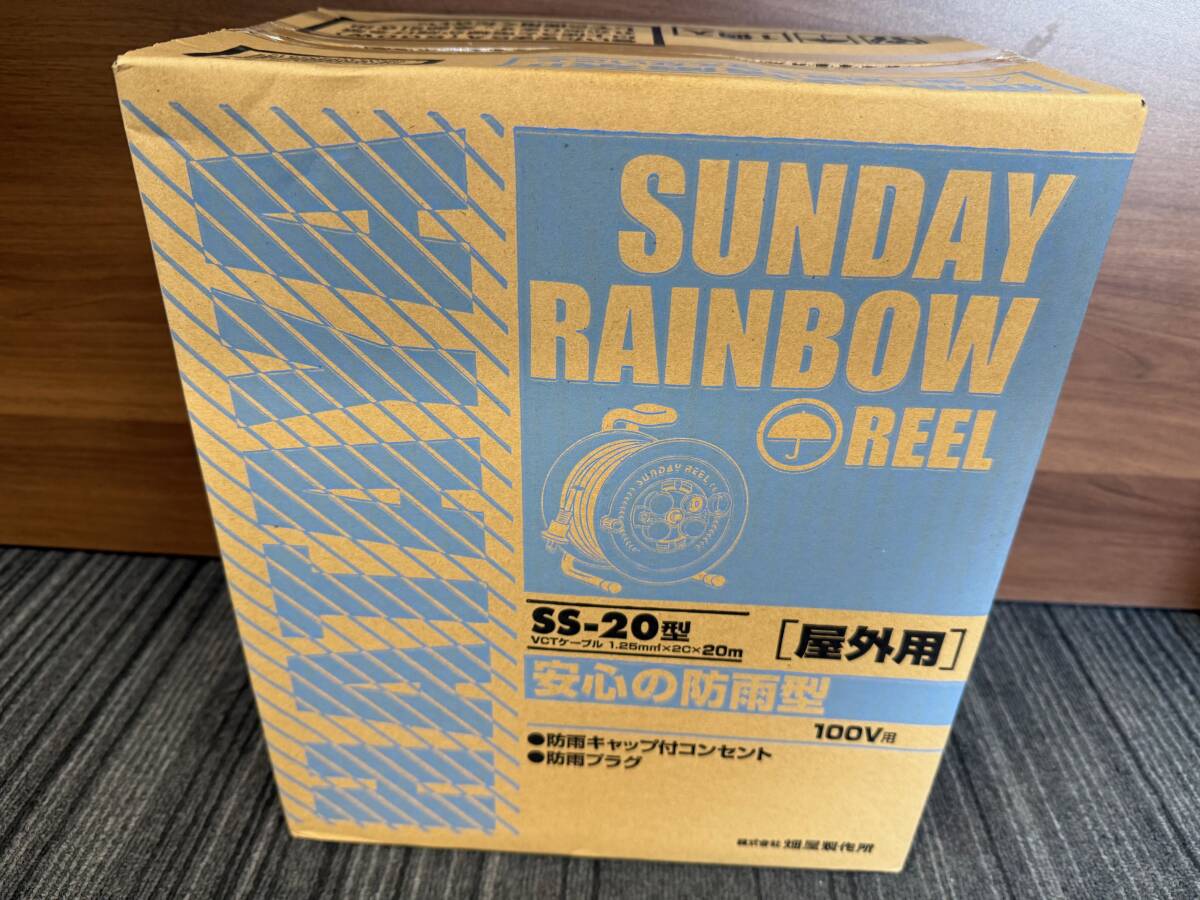 HATAYA
SUNDAY
RAINBOW
REEL
SUNDAY REEL
SS-20型
VCTケーブル 1.25mm²×2C×20m
[屋外用]
安心の防雨型
100V用
●防雨キャップ付コンセント
●防雨プラグ
株式会社 畑屋製作所